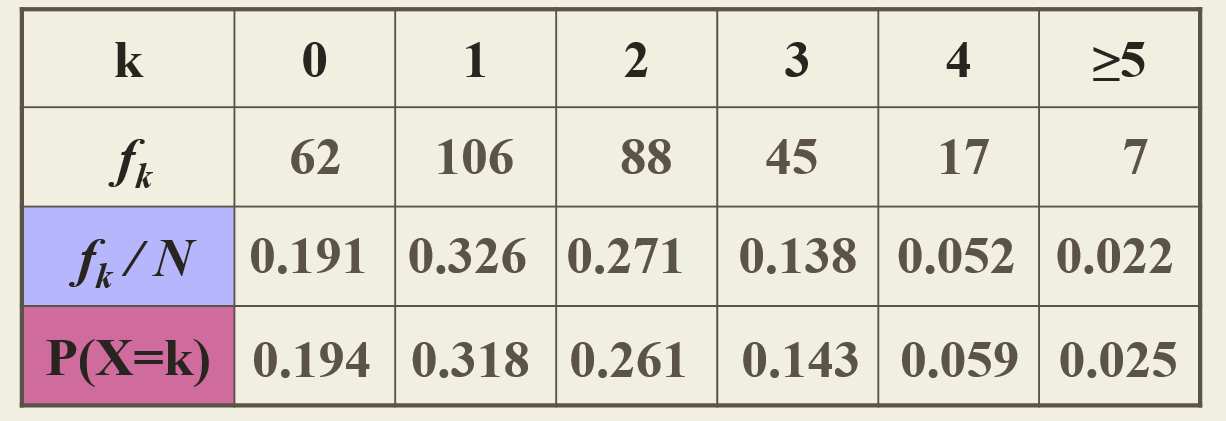 k 0 1 2 3 4 ≥5
fk 62 106 88 45 17 7
fk / N 0.191 0.326 0.271 0.138 0.052 0.022
P(X=k) 0.194 0.318 0.261 0.143 0.059 0.025